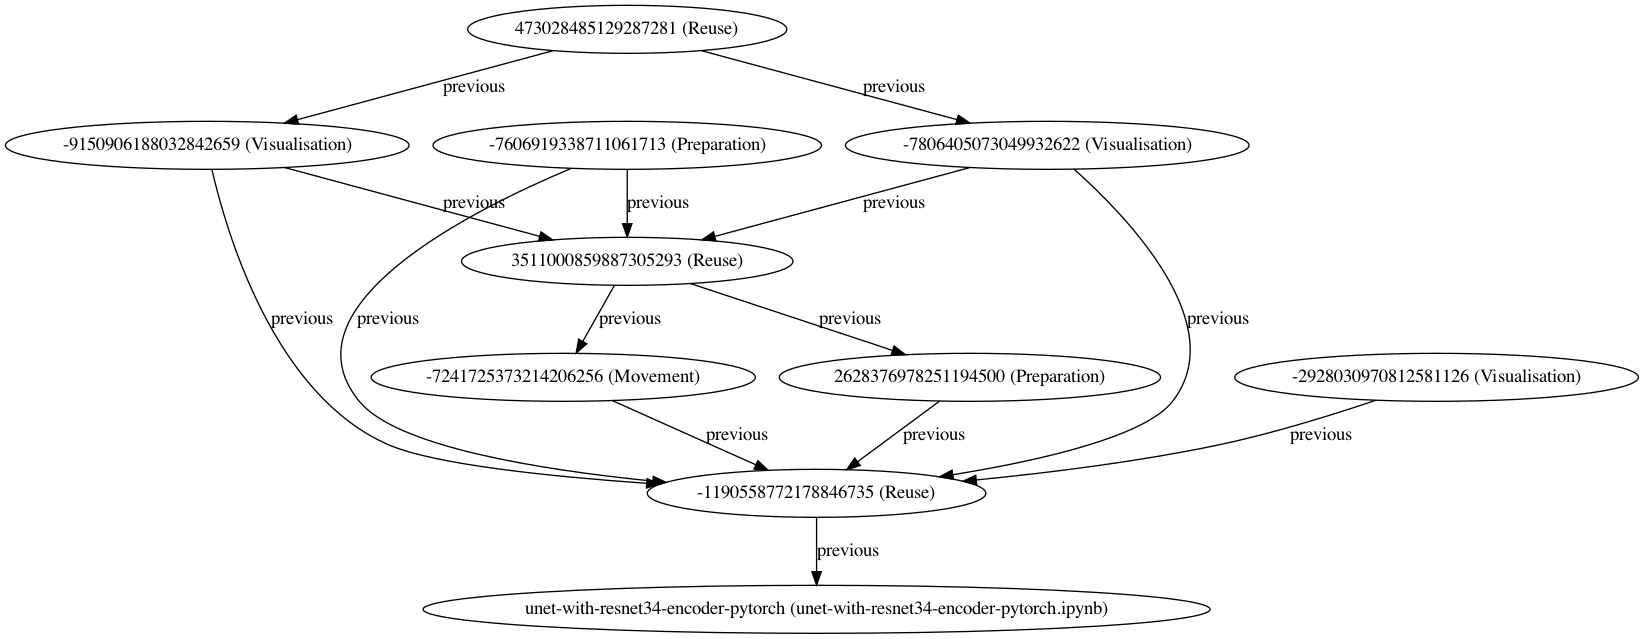 473028485129287281 (Reuse)
previous
previous
-9150906188032842659 (Visualisation)
-7606919338711061713 (Preparation)
-7806405073049932622 (Visualisation)
previous
previous
previous
3511000859887305293 (Reuse)
previous
previous
previous
previous
previous
-7241725373214206256 (Movement)
2628376978251194500 (Preparation)
-2928030970812581126 (Visualisation)
previous
previous
previous
-1190558772178846735 (Reuse)
previous
unet-with-resnet34-encoder-pytorch (unet-with-resnet34-encoder-pytorch.ipynb)